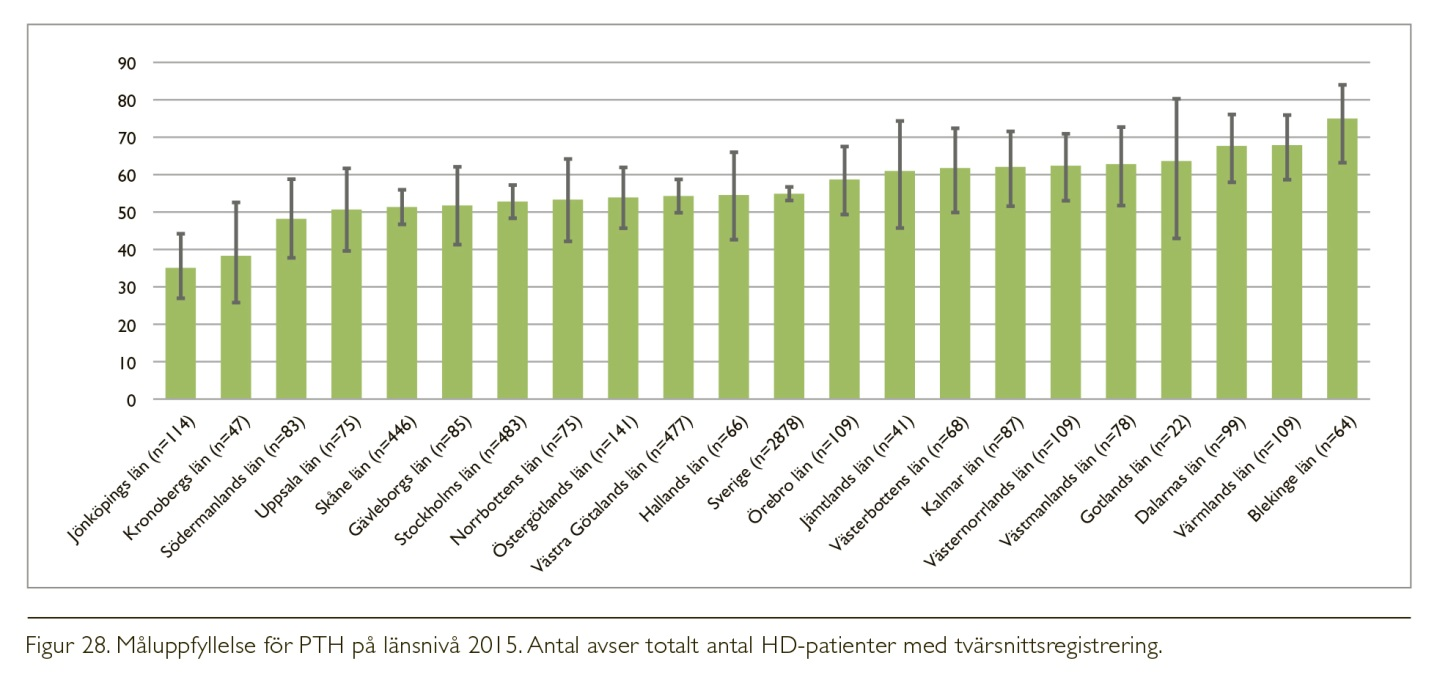 90
80
70
60
50
40
30
20
10
0
Jönköpings län (n=114)
Kronobergs län (n=47)
Södermanlands län (n=83)
Uppsala län (n=75)
Skåne län (n=446)
Gävleborgs län (n=85)
Stockholms län (n=483)
Norrbottens län (n=75)
Östergötlands län (n=141)
Västra Götalands län (n=477)
Hallands län (n=66)
Sverige (n=2878)
Örebro län (n=109)
Jämtlands län (n=41)
Västerbottens län (n=68)
Kalmar län (n=87)
Västernorrlands län (n=109)
Västmanlands län (n=78)
Gotlands län (n=22)
Dalarnas län (n=99)
Värmlands län (n=109)
Blekinge län (n=64)
Figur 28. Måluppfyllelse för PTH på länsnivå 2015. Antal avser totalt antal HD-patienter med tvärsnittsregistrering.